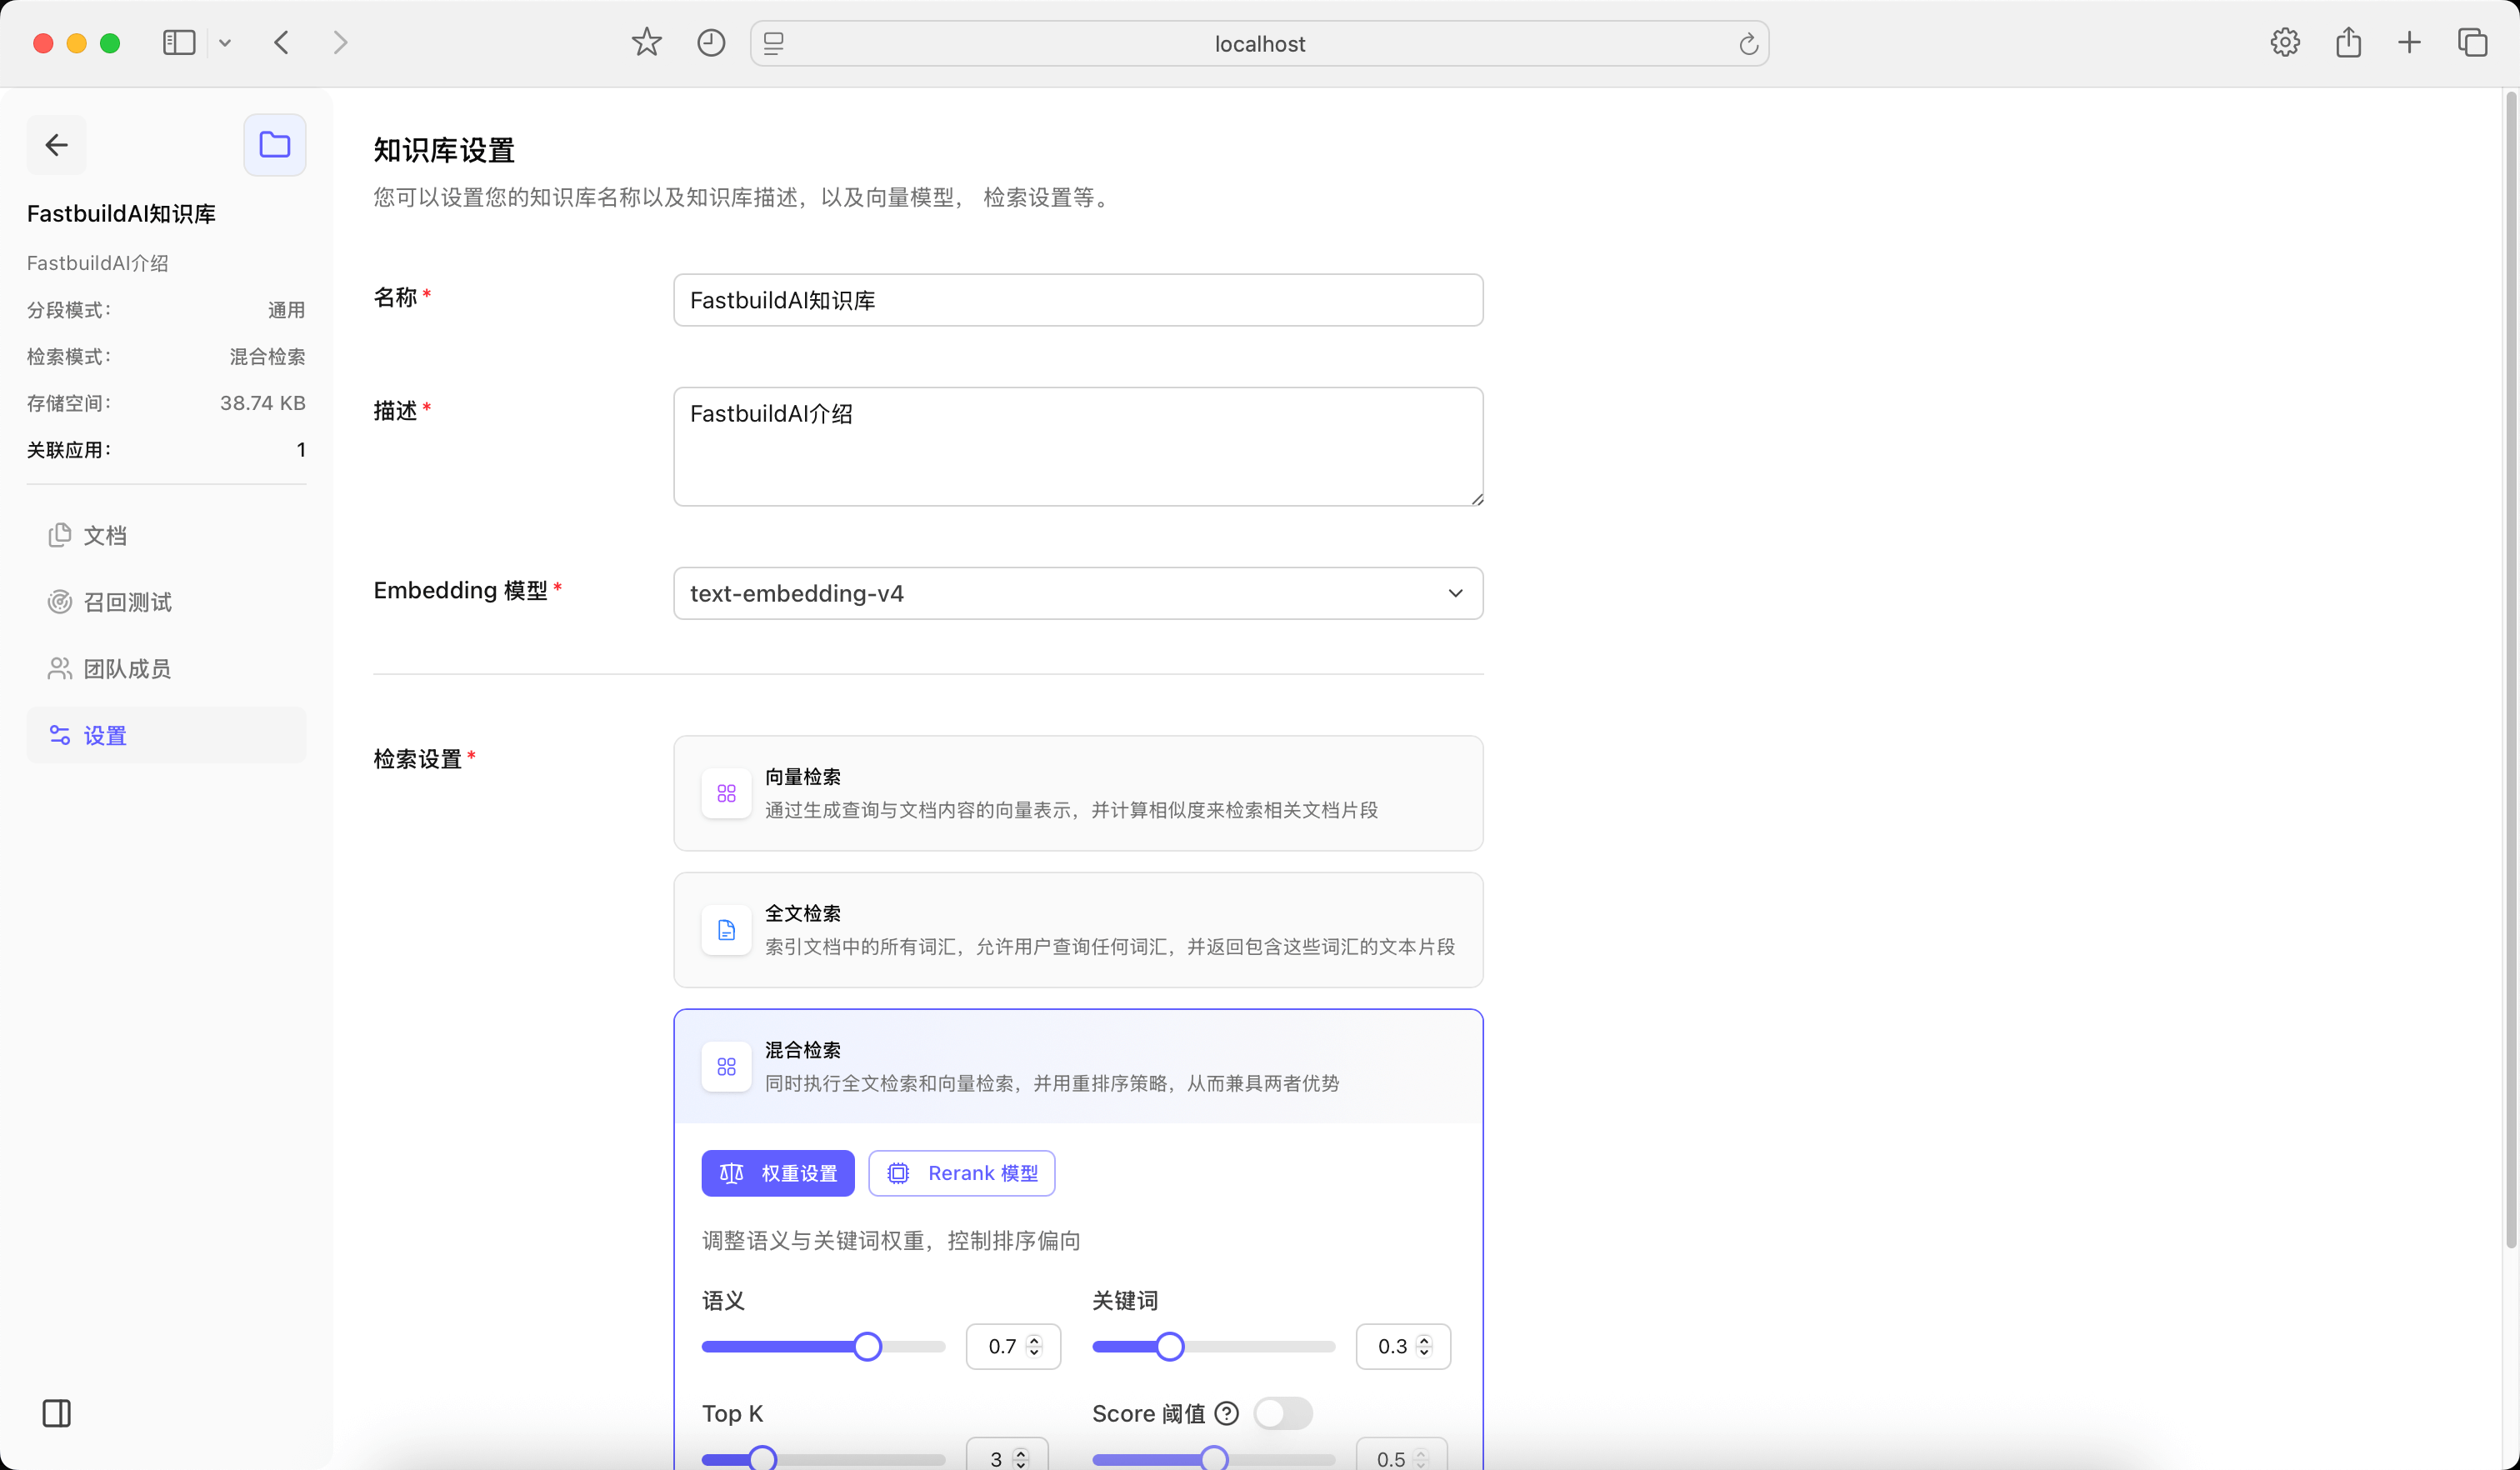 localhost
FastbuildAI知识库
FastbuildAI介绍
分段模式： 通用
检索模式： 混合检索
存储空间： 38.74 KB
关联应用： 1
文档
召回测试
团队成员
设置
知识库设置
您可以设置您的知识库名称以及知识库描述，以及向量模型， 检索设置等。
名称 *
FastbuildAI知识库
描述 *
FastbuildAI介绍
Embedding 模型 *
text-embedding-v4
检索设置 *
向量检索
通过生成查询与文档内容的向量表示，并计算相似度来检索相关文档片段
全文检索
索引文档中的所有词汇，允许用户查询任何词汇，并返回包含这些词汇的文本片段
混合检索
同时执行全文检索和向量检索，并用重排序策略，从而兼具两者优势
权重设置 Rerank 模型
调整语义与关键词权重，控制排序偏向
语义 关键词
0.7 0.3
Top K Score 阈值
3 0.5